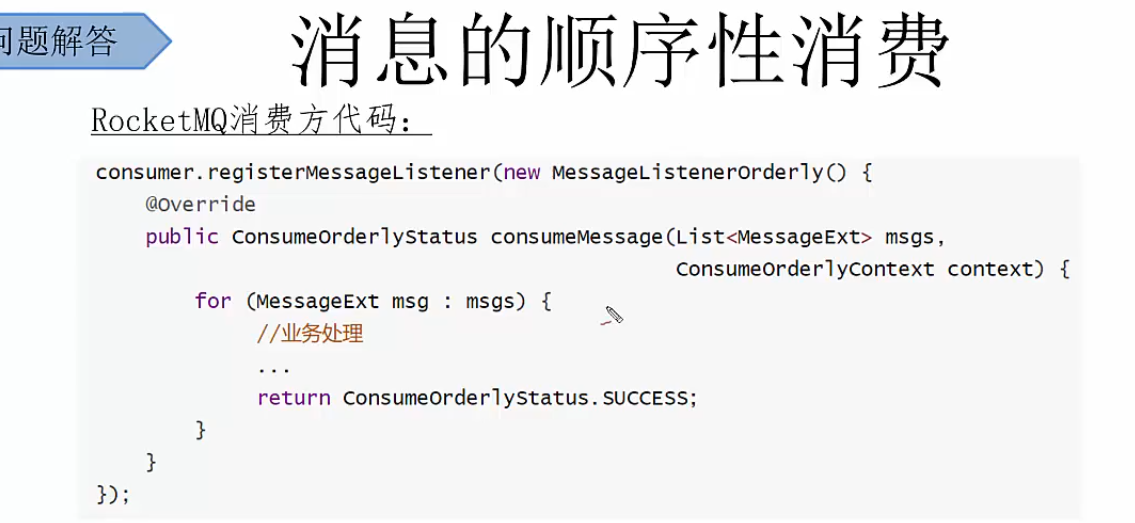 问题解答
消息的顺序性消费
RocketMQ消费方代码:
consumer.registerMessageListener(new MessageListenerOrderly() {
@Override
public ConsumeOrderlyStatus consumeMessage(List<MessageExt> msgs,
ConsumeOrderlyContext context) {
for (MessageExt msg : msgs) {
//业务处理
...
return ConsumeOrderlyStatus.SUCCESS;
}
}
});